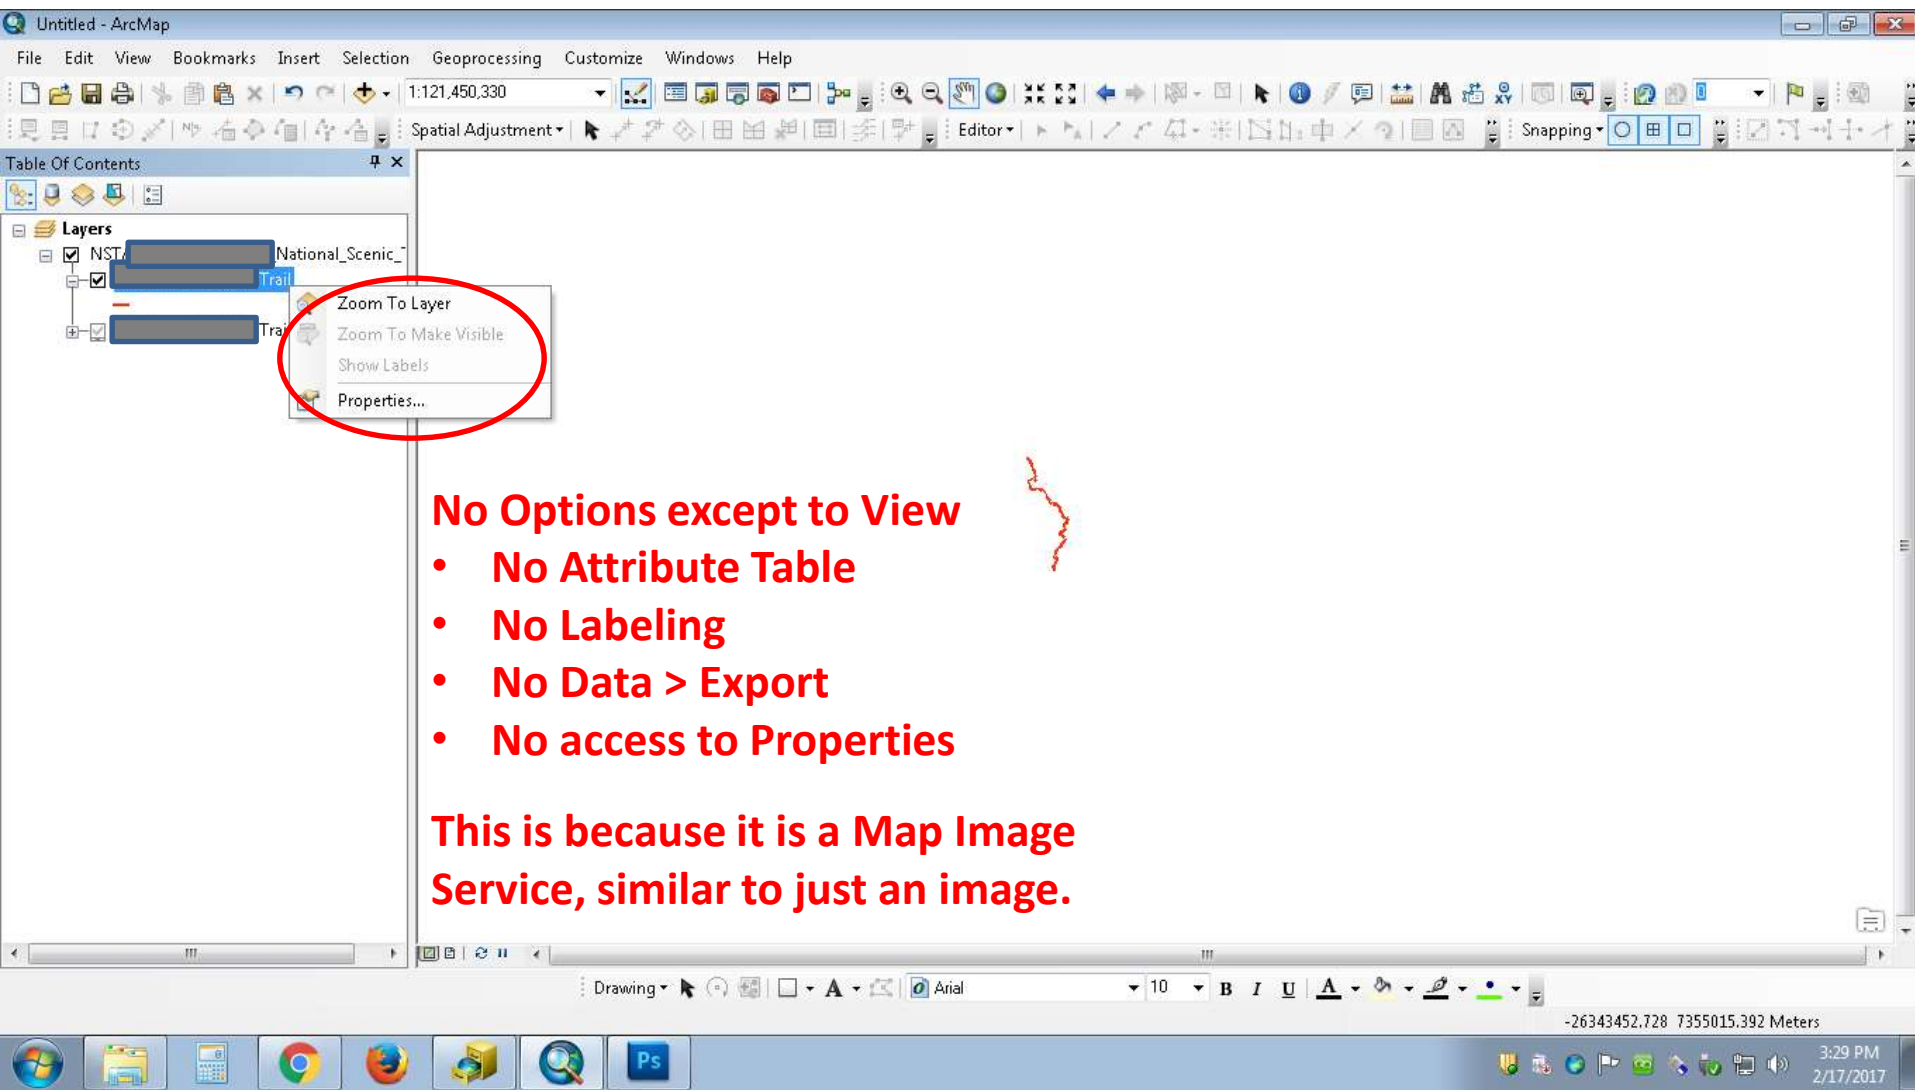 Untitled - ArcMap
File Edit View Bookmarks Insert Selection Geoprocessing Customize Windows Help
1:121,450,330
Spatial Adjustment Editor Snapping
Table Of Contents
Layers
NST National_Scenic_
Trail
Zoom To Layer
Trai
Zoom To Make Visible
Show Labels
Properties...
No Options except to View
• No Attribute Table
• No Labeling
• No Data > Export
• No access to Properties
This is because it is a Map Image
Service, similar to just an image.
Drawing A Arial 10 B I U A
-26343452.728 7355015.392 Meters
Ps
3:29 PM
2/17/2017